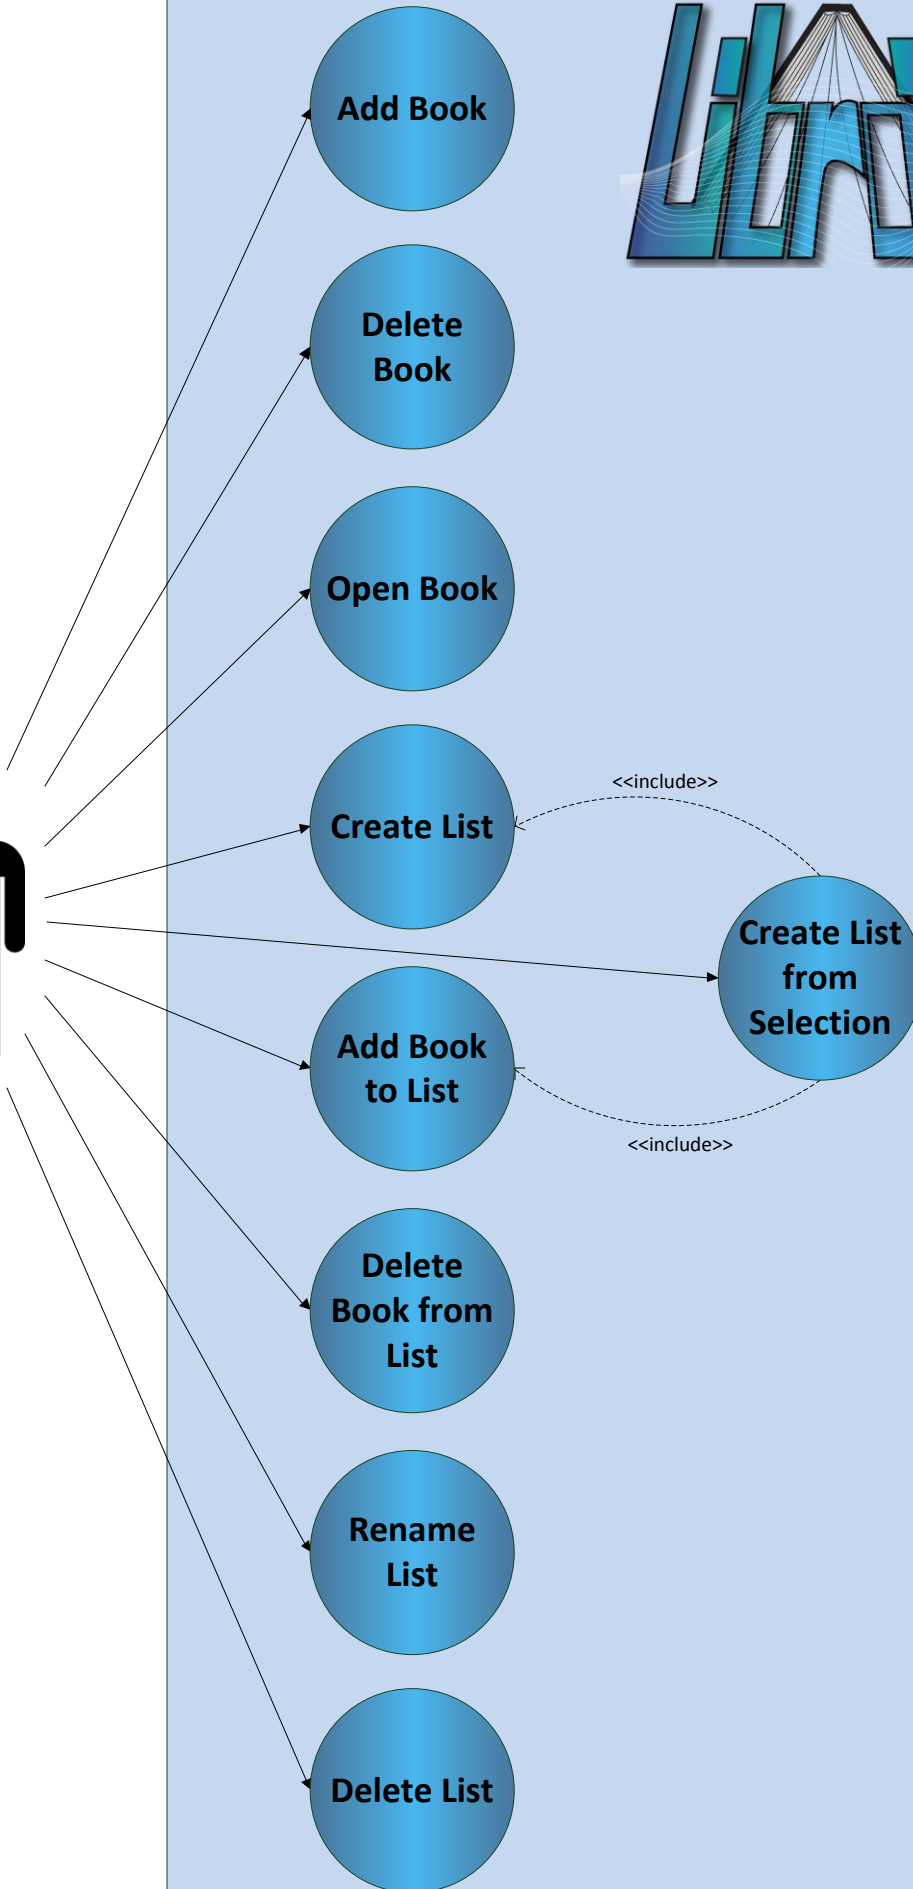 Add Book
Delete
Book
Open Book
Create List
<<include>>
Create List
from
Selection
Add Book
to List
<<include>>
Delete
Book from
List
Rename
List
Delete List